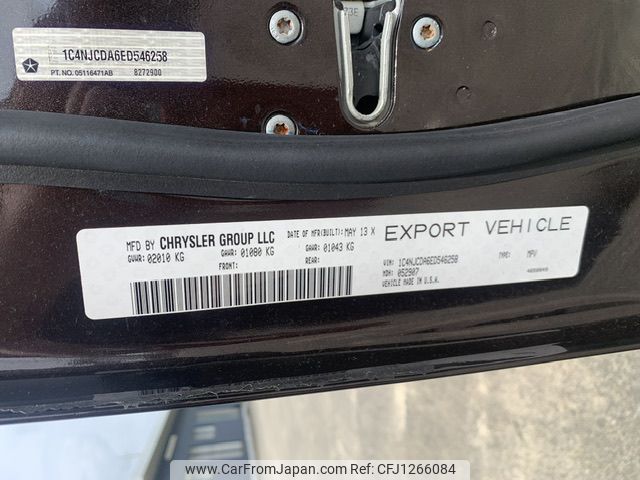 1C4NJCDA6ED546258
PT. NO. 05116471AB 8272900
MFD BY CHRYSLER GROUP LLC DATE OF MFR(BUILT): MAY 13 X EXPORT VEHICLE
GVWR: 02010 KG GAWR: 01080 KG GAWR: 01043 KG
FRONT: REAR:
VIN: 1C4NJCDA6ED546258 TYPE: MPV
MDH: 052907
VEHICLE MADE IN U.S.A.
www.CarFromJapan.com - ID: CFJ1266084